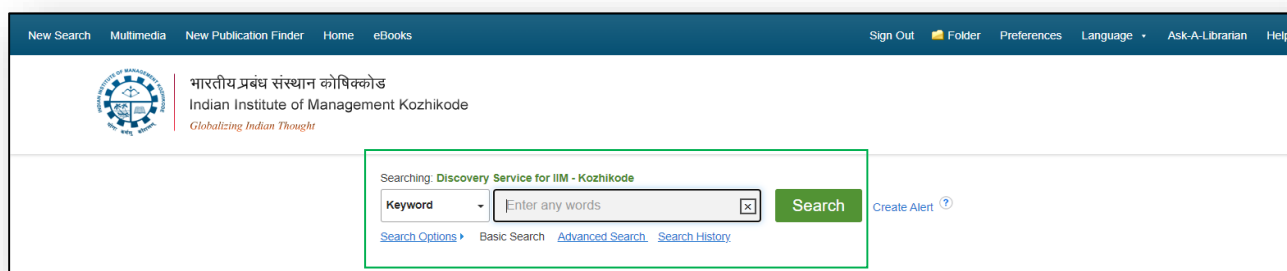 New Search Multimedia New Publication Finder Home eBooks Sign Out Folder Preferences Language Ask-A-Librarian Help
भारतीय प्रबंध संस्थान कोषिक्कोड
Indian Institute of Management Kozhikode
Globalizing Indian Thought
Searching: Discovery Service for IIM - Kozhikode
Keyword Enter any words Search Create Alert ?
Search Options Basic Search Advanced Search Search History